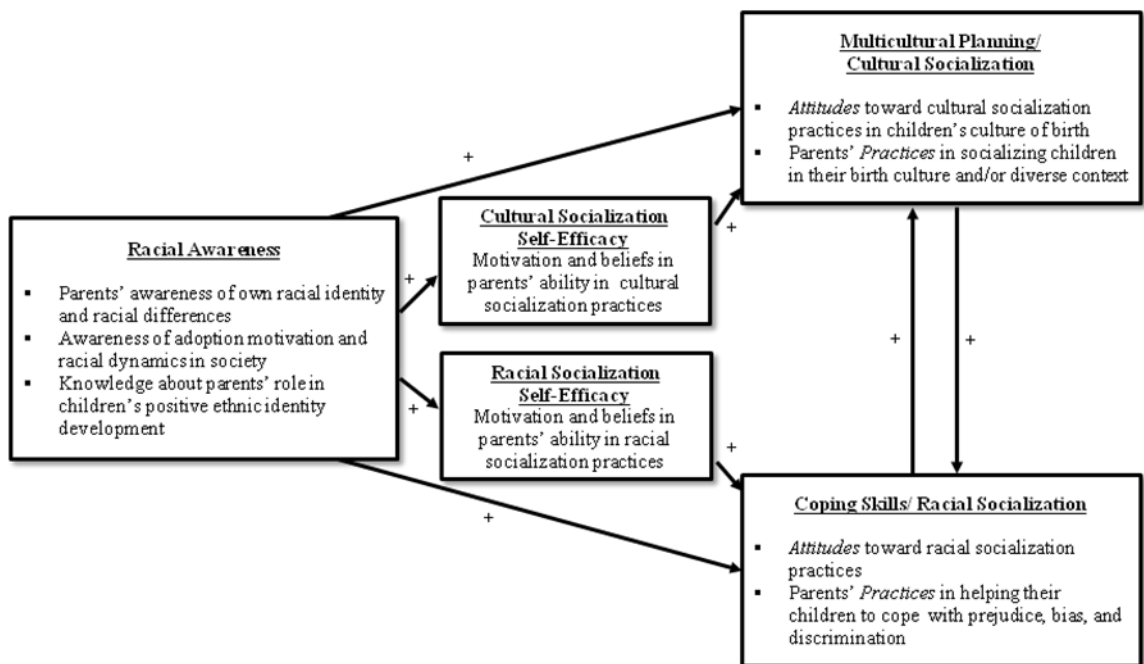 Multicultural Planning/
Cultural Socialization
▪ Attitudes toward cultural socialization
practices in children's culture of birth
▪ Parents' Practices in socializing children
in their birth culture and/or diverse context
+
Cultural Socialization
Self-Efficacy
Motivation and beliefs in
parents' ability in cultural
socialization practices
+
Racial Awareness
▪ Parents' awareness of own racial identity
and racial differences
▪ Awareness of adoption motivation and
racial dynamics in society
▪ Knowledge about parents' role in
children's positive ethnic identity
development
+
+
+
+
Racial Socialization
Self-Efficacy
Motivation and beliefs in
parents' ability in racial
socialization practices
+
+
Coping Skills/ Racial Socialization
▪ Attitudes toward racial socialization
practices
▪ Parents' Practices in helping their
children to cope with prejudice, bias, and
discrimination